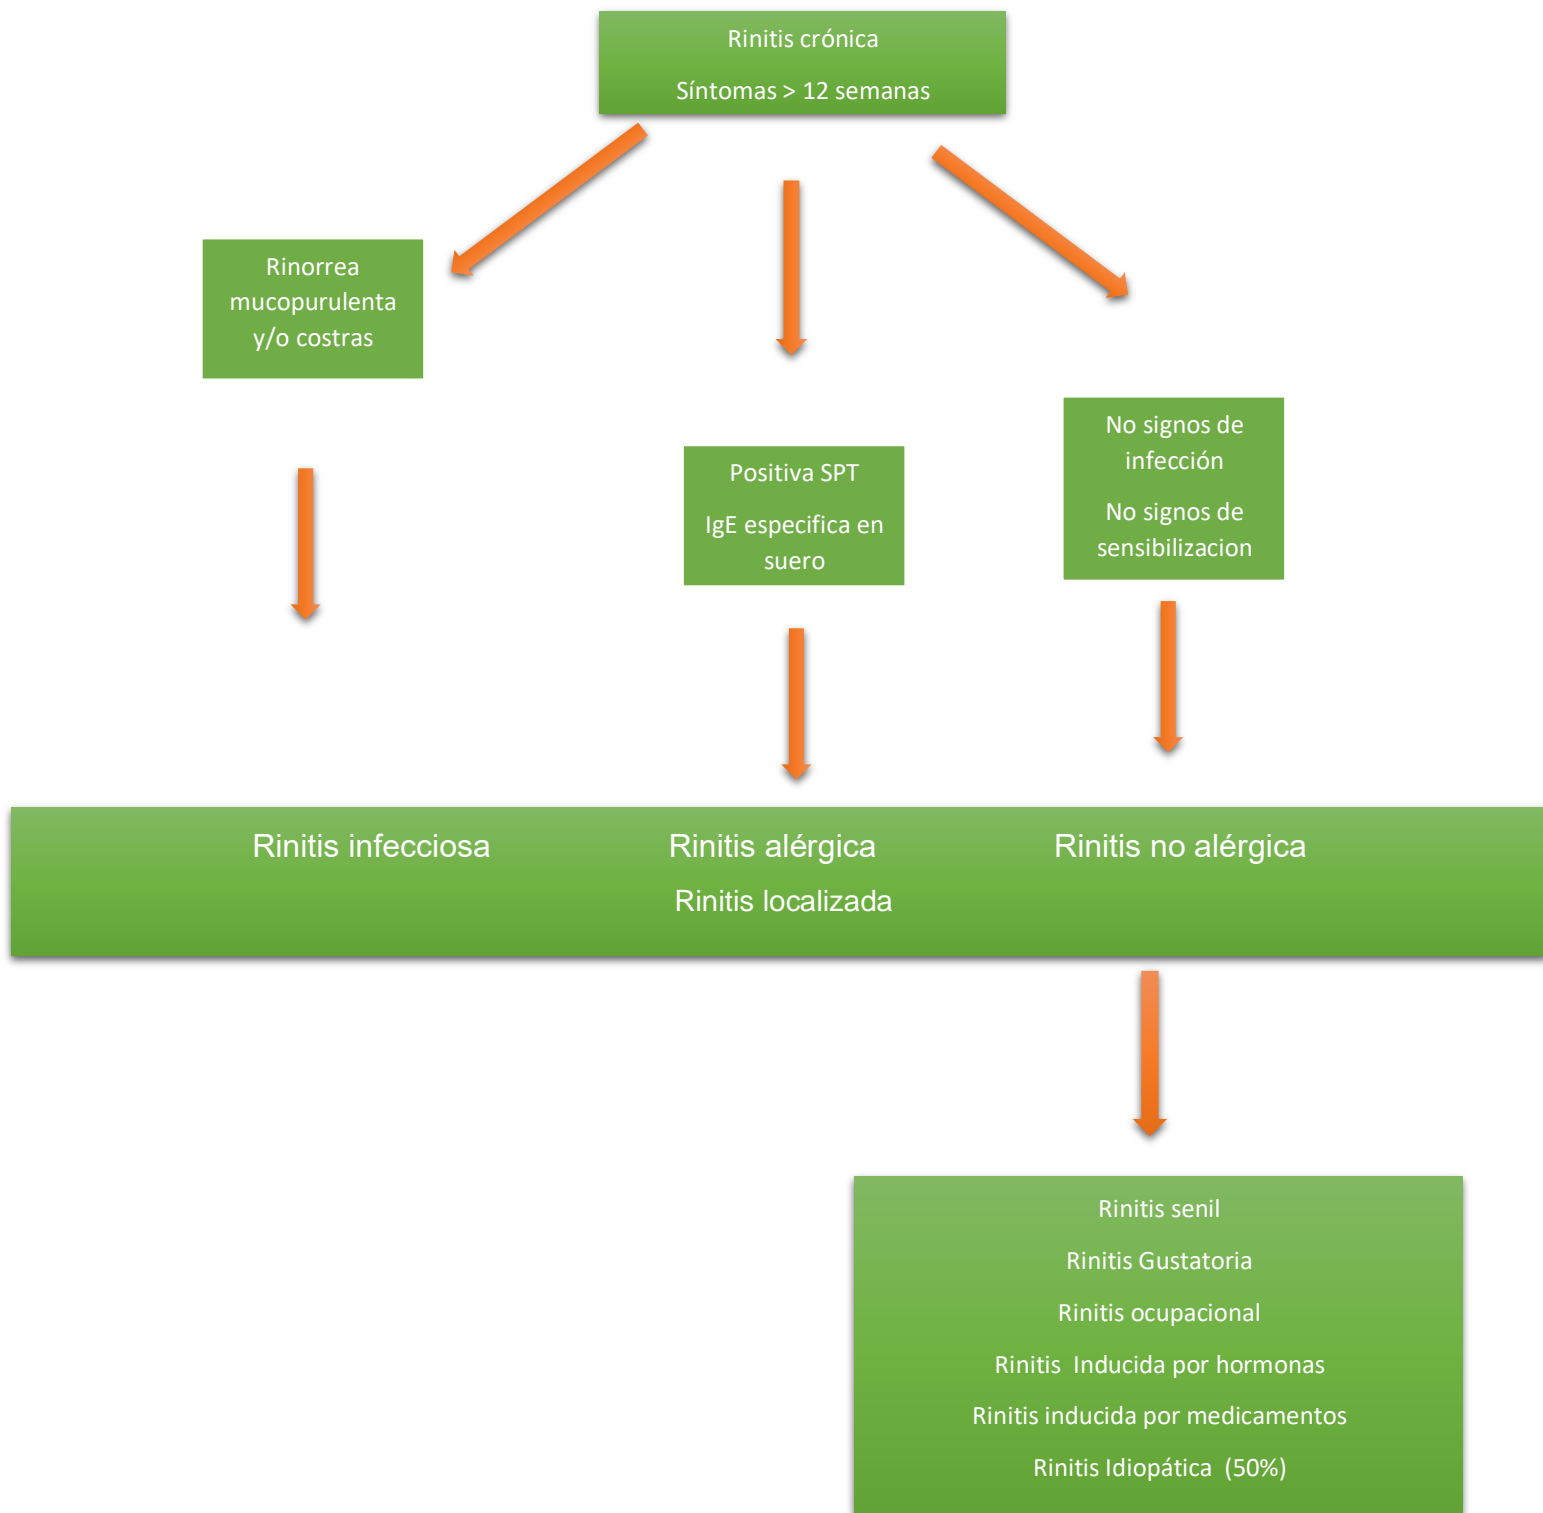 Rinitis crónica
Síntomas > 12 semanas
Rinorrea
mucopurulenta
y/o costras
Positiva SPT
IgE especifica en
suero
No signos de
infección
No signos de
sensibilizacion
Rinitis infecciosa Rinitis alérgica Rinitis no alérgica
Rinitis localizada
Rinitis senil
Rinitis Gustatoria
Rinitis ocupacional
Rinitis Inducida por hormonas
Rinitis inducida por medicamentos
Rinitis Idiopática (50%)